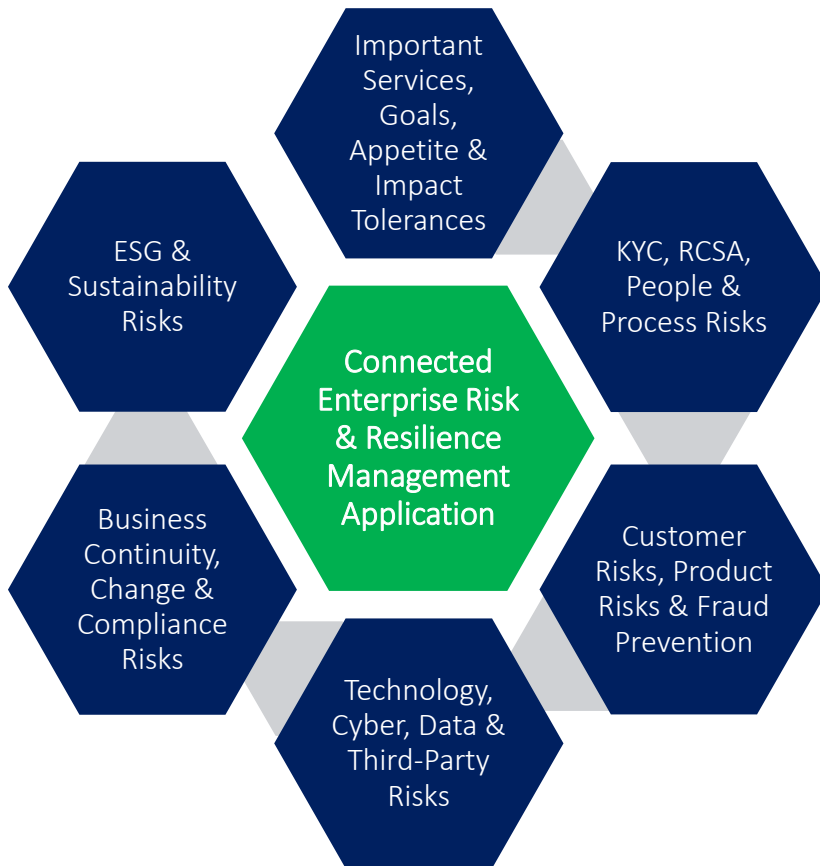 Important
Services,
Goals,
Appetite &
Impact
Tolerances
KYC, RCSA,
People &
Process Risks
Customer
Risks, Product
Risks & Fraud
Prevention
Technology,
Cyber, Data &
Third-Party
Risks
Business
Continuity,
Change &
Compliance
Risks
ESG &
Sustainability
Risks
Connected
Enterprise Risk
& Resilience
Management
Application